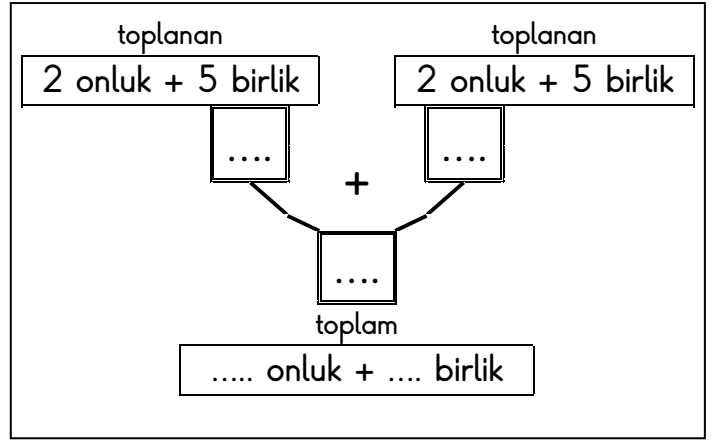 toplanan toplanan
2 onluk + 5 birlik 2 onluk + 5 birlik
.... ....
+
....
toplam
..... onluk + .... birlik